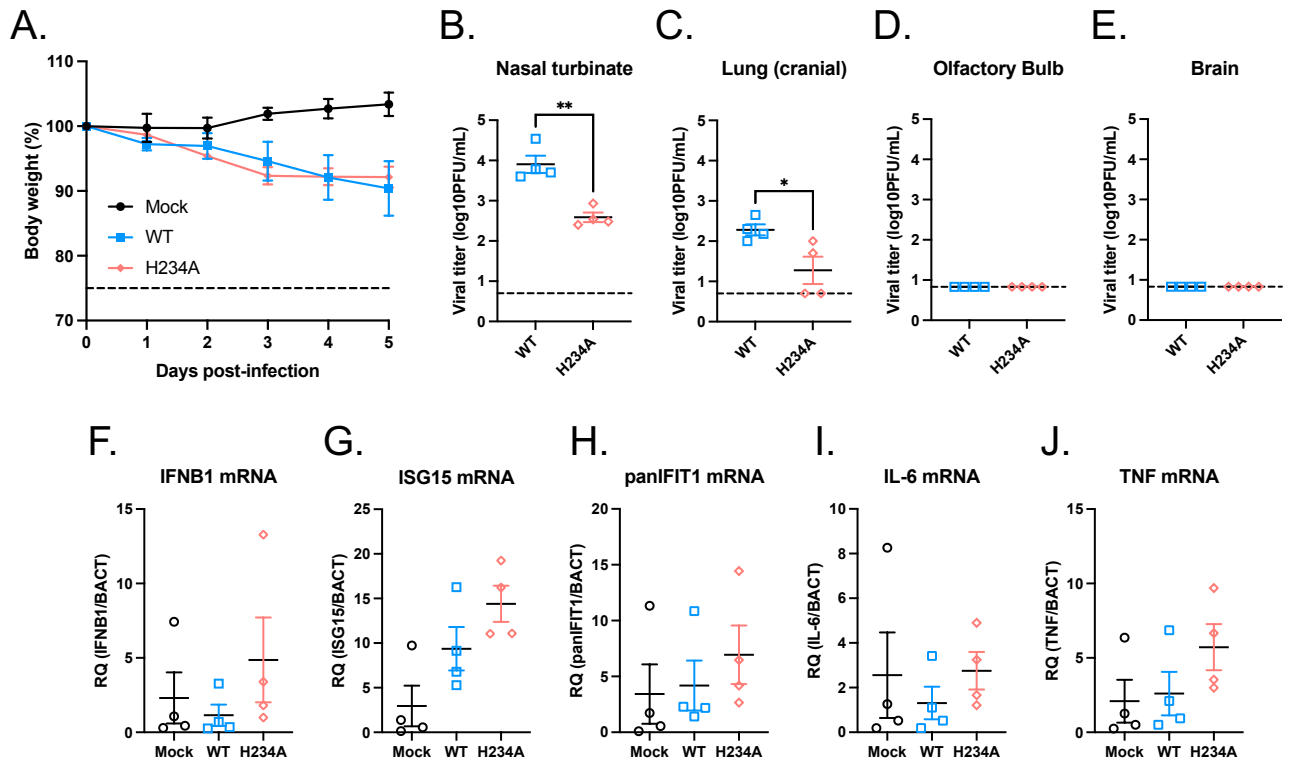 A.
Body weight (%)
110
100
90
80
70
0
1
2
3
4
5
Days post-infection
Mock
WT
H234A
B.
Nasal turbinate
Viral titer (log10PFU/mL)
5
4
3
2
1
0
**
WT
H234A
C.
Lung (cranial)
Viral titer (log10PFU/mL)
5
4
3
2
1
0
*
WT
H234A
D.
Olfactory Bulb
Viral titer (log10PFU/mL)
5
4
3
2
1
0
WT
H234A
E.
Brain
Viral titer (log10PFU/mL)
5
4
3
2
1
0
WT
H234A
F.
IFNB1 mRNA
RQ (IFNB1/BACT)
15
10
5
0
Mock WT H234A
G.
ISG15 mRNA
RQ (ISG15/BACT)
25
20
15
10
5
0
Mock WT H234A
H.
panIFIT1 mRNA
RQ (panIFIT1/BACT)
20
15
10
5
0
Mock WT H234A
I.
IL-6 mRNA
RQ (IL-6/BACT)
10
8
6
4
2
0
Mock WT H234A
J.
TNF mRNA
RQ (TNF/BACT)
15
10
5
0
Mock WT H234A